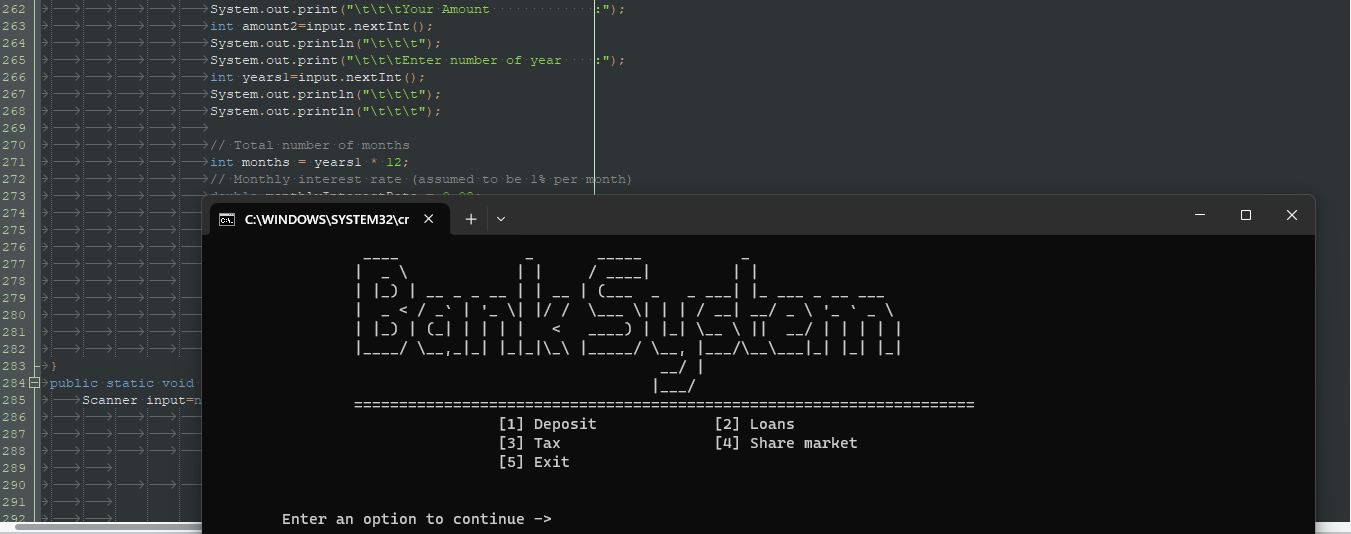 262 System.out.print("\t\t\tYour Amount :");
263 int amount2=input.nextInt();
264 System.out.println("\t\t\t");
265 System.out.print("\t\t\tEnter number of year :");
266 int years1=input.nextInt();
267 System.out.println("\t\t\t");
268 System.out.println("\t\t\t");
269
270 // Total number of months
271 int months = years1 * 12;
272 // Monthly interest rate (assumed to be 1% per month)
273
274
275
276
277
278
279
280
281
282
283 }
284 public static void
285 Scanner input=n
286
287
288
289
290
291
292
C:\WINDOWS\SYSTEM32\cr
Bank System
=====================================================================
[1] Deposit [2] Loans
[3] Tax [4] Share market
[5] Exit
Enter an option to continue ->